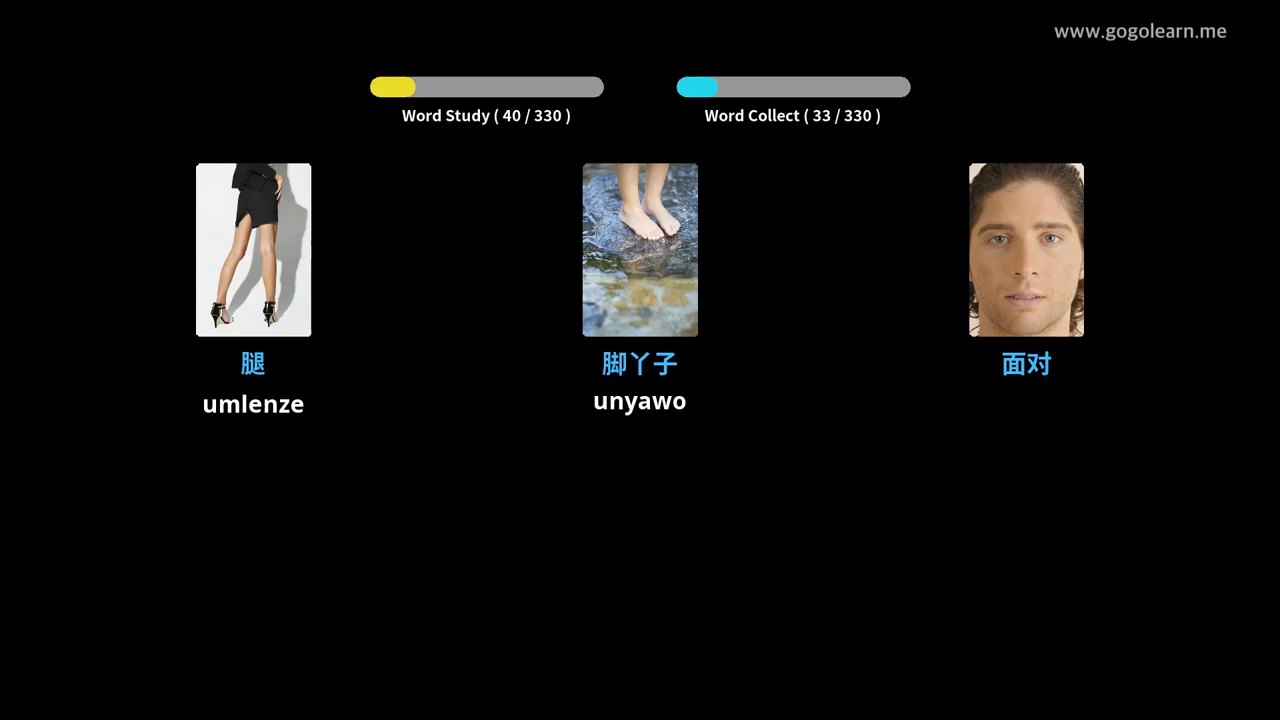 www.gogolearn.me
Word Study ( 40 / 330 )
Word Collect ( 33 / 330 )
腿
脚丫子
面对
umlenze
unyawo